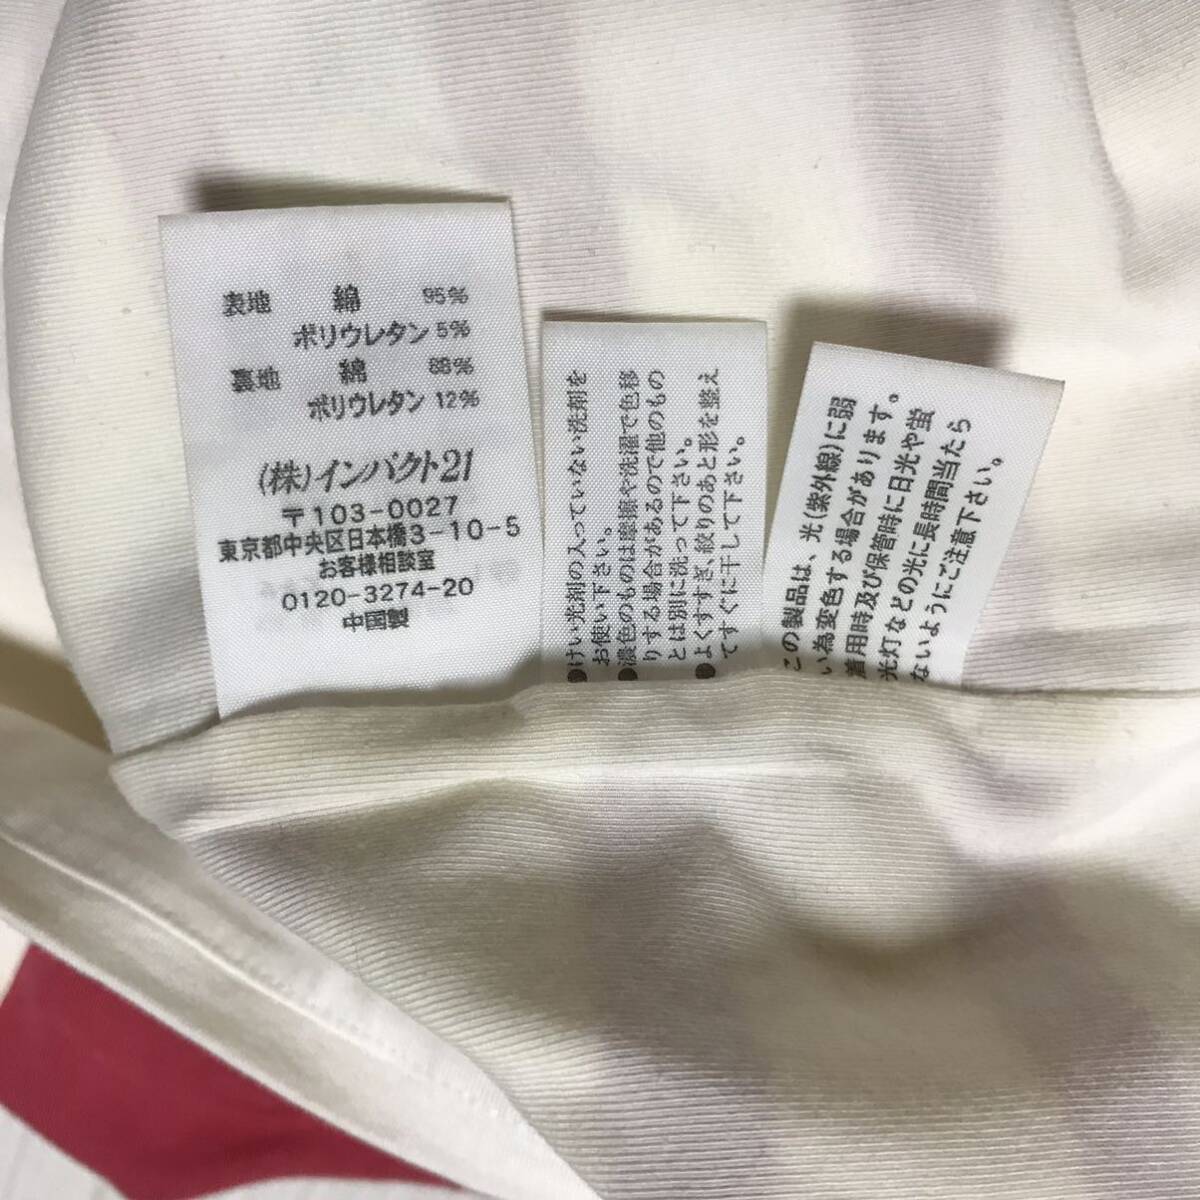 表地 綿 95%
ポリウレタン 5%
裏地 綿 88%
ポリウレタン 12%
(株)インパクト21
〒103-0027
東京都中央区日本橋3-10-5
お客様相談室
0120-3274-20
中国製
●けい光剤の入っていない洗剤を
お使い下さい。
●濃色のものは摩擦や洗濯で色移
りする場合があるので他のもの
とは別に洗って下さい。
●よくすすぎ、絞りのあと形を整え
てすぐに干して下さい。
この製品は、光(紫外線)に弱
い為変色する場合があります。
着用時及び保管時に日光や蛍
光灯などの光に長時間当たら
ないようにご注意下さい。